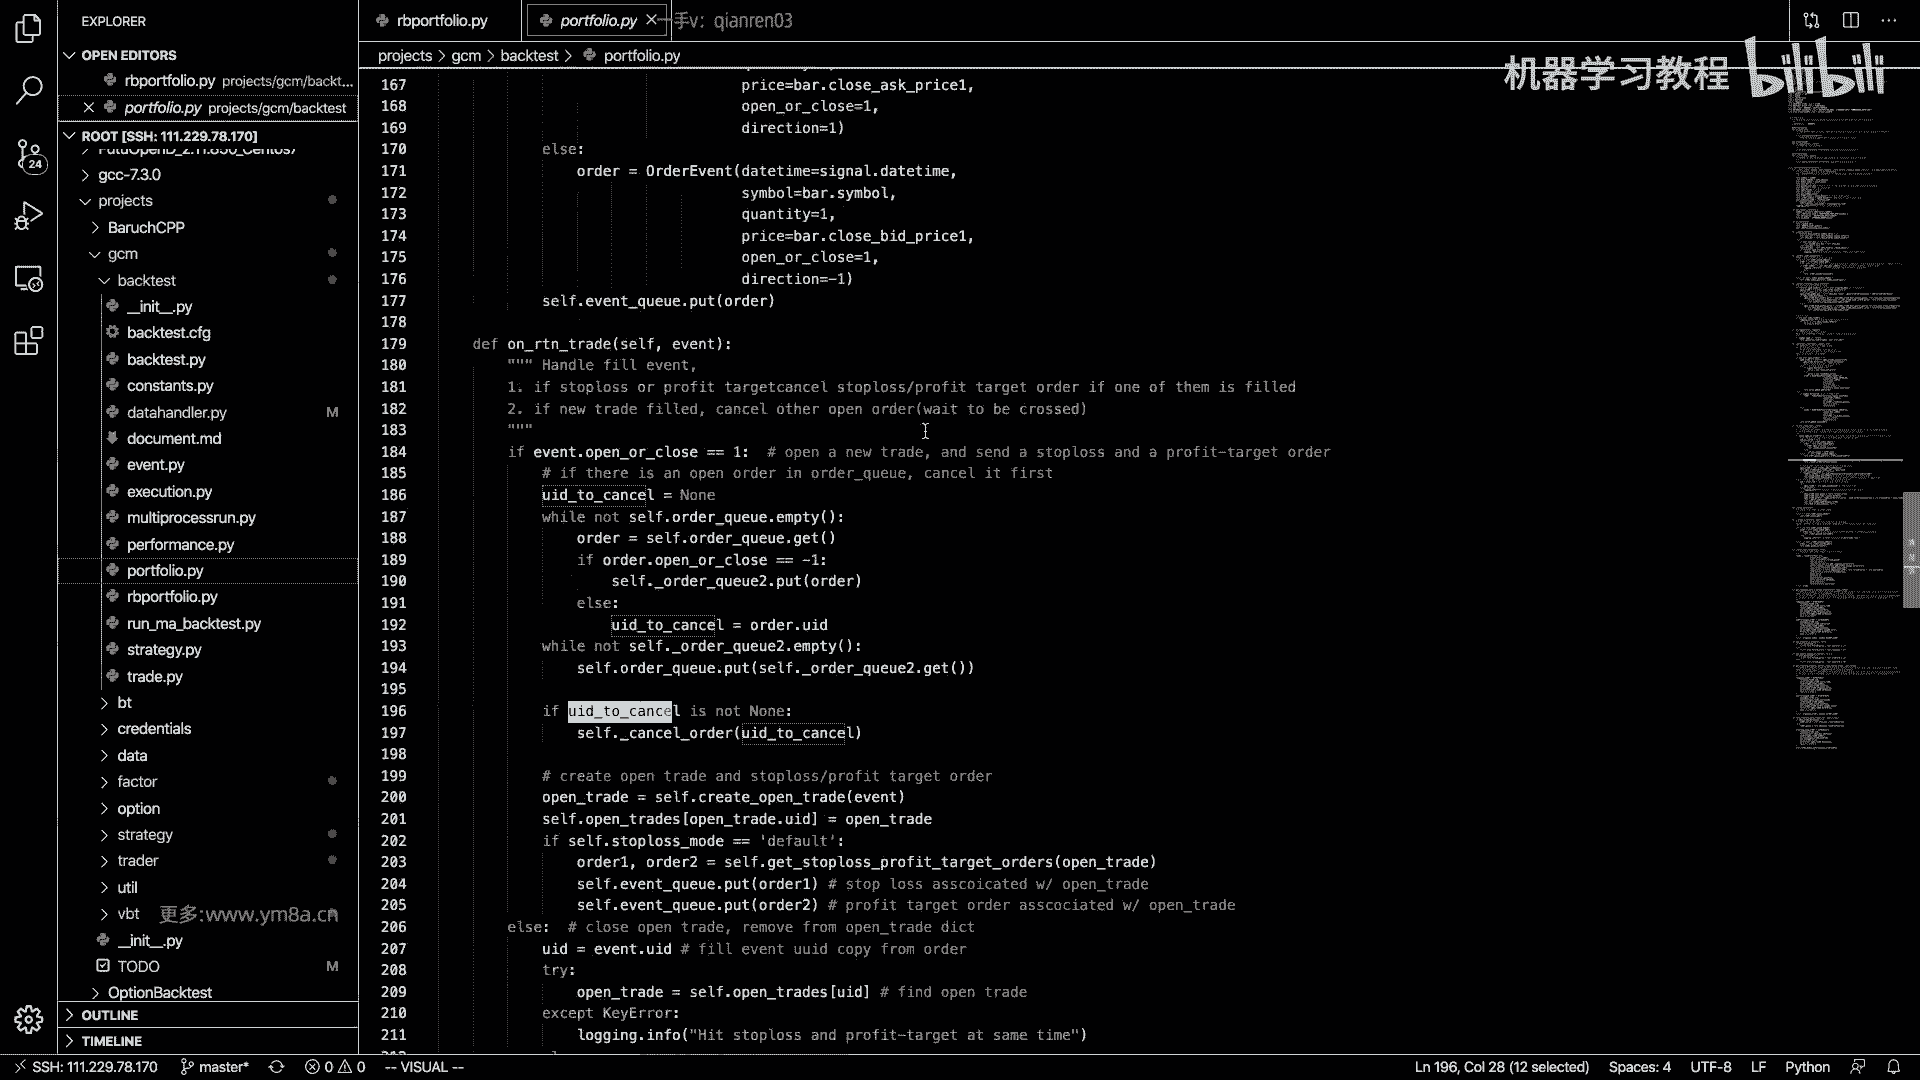 EXPLORER
OPEN EDITORS
rbportfolio.py projects/gcm/backt...
portfolio.py projects/gcm/backtest
ROOT [SSH: 111.229.78.170]
gcc-7.3.0
projects
BaruchCPP
gcm
backtest
__init__.py
backtest.cfg
backtest.py
constants.py
datahandler.py M
document.md
event.py
execution.py
multiprocessrun.py
performance.py
portfolio.py
rbportfolio.py
run_ma_backtest.py
strategy.py
trade.py
bt
credentials
data
factor
option
strategy
trader
util
vbt 更多:www.ym8a.cn
__init__.py
TODO M
OptionBacktest
OUTLINE
TIMELINE
24
rbportfolio.py portfolio.py
手v: qianren03
projects > gcm > backtest > portfolio.py
机器学习教程 bilibili
167 price=bar.close_ask_price1,
168 open_or_close=1,
169 direction=1)
170 else:
171 order = OrderEvent(datetime=signal.datetime,
172 symbol=bar.symbol,
173 quantity=1,
174 price=bar.close_bid_price1,
175 open_or_close=1,
176 direction=-1)
177 self.event_queue.put(order)
178
179 def on_rtn_trade(self, event):
180 """ Handle fill event,
181 1. if stoploss or profit targetcancel stoploss/profit target order if one of them is filled
182 2. if new trade filled, cancel other open order(wait to be crossed)
183 """
184 if event.open_or_close == 1: # open a new trade, and send a stoploss and a profit-target order
185 # if there is an open order in order_queue, cancel it first
186 uid_to_cancel = None
187 while not self.order_queue.empty():
188 order = self.order_queue.get()
189 if order.open_or_close == -1:
190 self._order_queue2.put(order)
191 else:
192 uid_to_cancel = order.uid
193 while not self._order_queue2.empty():
194 self.order_queue.put(self._order_queue2.get())
195
196 if uid_to_cancel is not None:
197 self._cancel_order(uid_to_cancel)
198
199 # create open trade and stoploss/profit target order
200 open_trade = self.create_open_trade(event)
201 self.open_trades[open_trade.uid] = open_trade
202 if self.stoploss_mode == 'default':
203 order1, order2 = self.get_stoploss_profit_target_orders(open_trade)
204 self.event_queue.put(order1) # stop loss asscoicated w/ open_trade
205 self.event_queue.put(order2) # profit target order asscociated w/ open_trade
206 else: # close open trade, remove from open_trade dict
207 uid = event.uid # fill event uuid copy from order
208 try:
209 open_trade = self.open_trades[uid] # find open trade
210 except KeyError:
211 logging.info("Hit stoploss and profit-target at same time")
SSH: 111.229.78.170 master* 0 0 -- VISUAL -- Ln 196, Col 28 (12 selected) Spaces: 4 UTF-8 LF Python